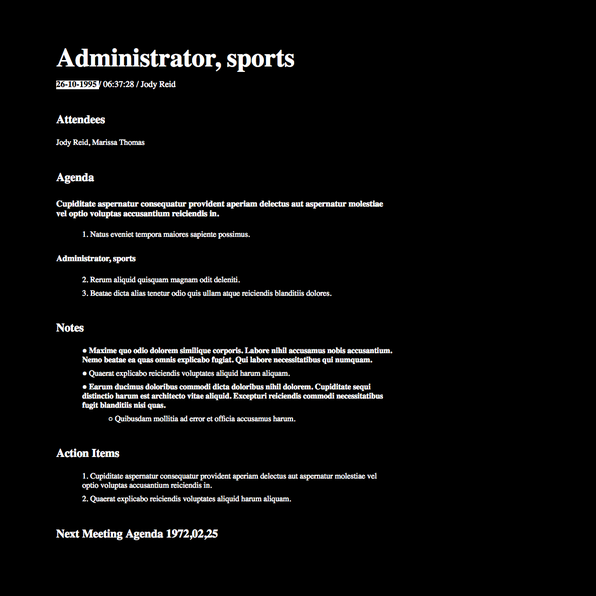 Administrator, sports
26-10-1995 / 06:37:28 / Jody Reid
Attendees
Jody Reid, Marissa Thomas
Agenda
Cupiditate aspernatur consequatur provident aperiam delectus aut aspernatur molestiae
vel optio voluptas accusantium reiciendis in.
1. Natus eveniet tempora maiores sapiente possimus.
Administrator, sports
2. Rerum aliquid quisquam magnam odit deleniti.
3. Beatae dicta alias tenetur odio quis ullam atque reiciendis blanditiis dolores.
Notes
● Maxime quo odio dolorem similique corporis. Labore nihil accusamus nobis accusantium.
Nemo beatae ea quas omnis explicabo fugiat. Qui labore necessitatibus qui numquam.
● Quaerat explicabo reiciendis voluptates aliquid harum aliquam.
● Earum ducimus doloribus commodi dicta doloribus nihil dolorem. Cupiditate sequi
distinctio harum est architecto vitae aliquid. Excepturi reiciendis commodi necessitatibus
fugit blanditiis nisi quas.
○ Quibusdam mollitia ad error et officia accusamus harum.
Action Items
1. Cupiditate aspernatur consequatur provident aperiam delectus aut aspernatur molestiae vel
optio voluptas accusantium reiciendis in.
2. Quaerat explicabo reiciendis voluptates aliquid harum aliquam.
Next Meeting Agenda 1972,02,25